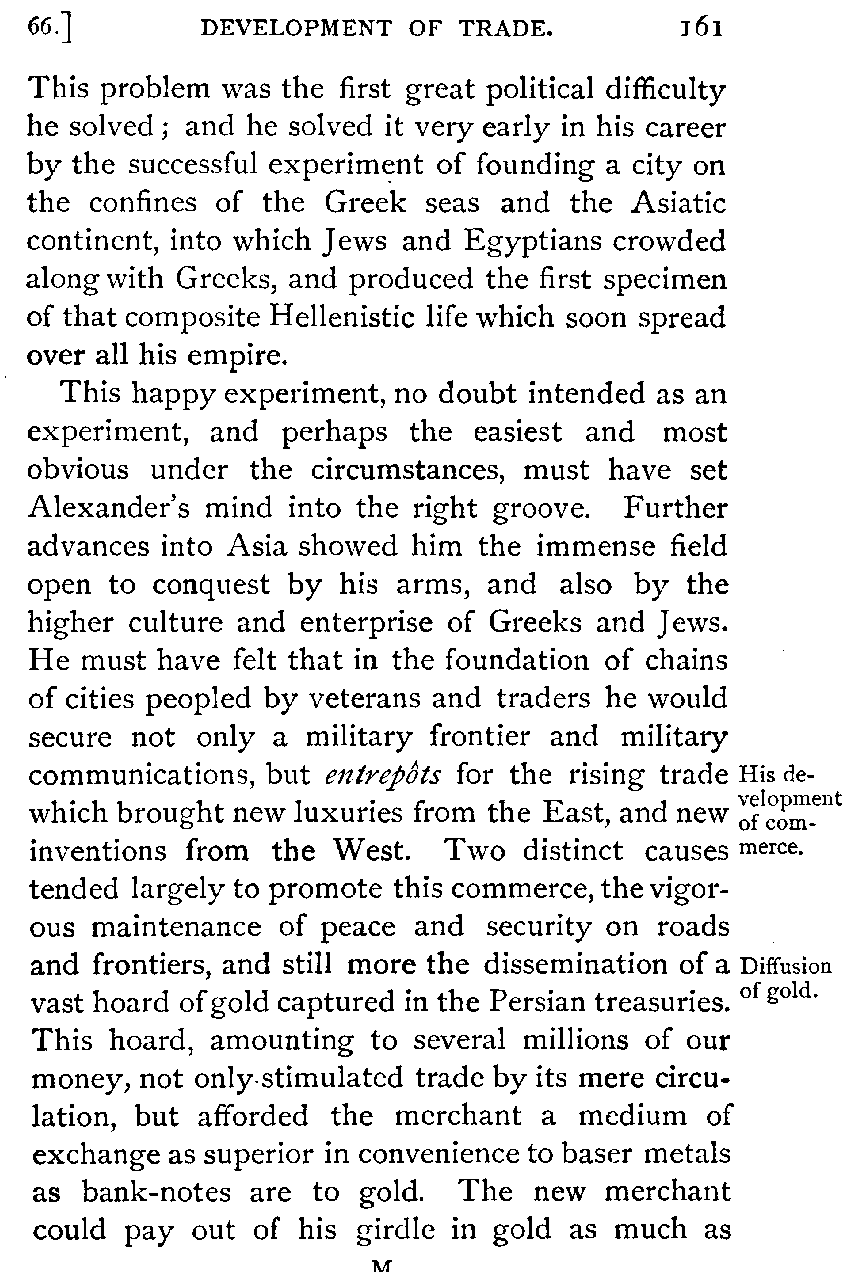 66.] DEVELOPMENT OF TRADE. 161
This problem was the first great political difficulty
he solved; and he solved it very early in his career
by the successful experiment of founding a city on
the confines of the Greek seas and the Asiatic
continent, into which Jews and Egyptians crowded
along with Greeks, and produced the first specimen
of that composite Hellenistic life which soon spread
over all his empire.
This happy experiment, no doubt intended as an
experiment, and perhaps the easiest and most
obvious under the circumstances, must have set
Alexander's mind into the right groove. Further
advances into Asia showed him the immense field
open to conquest by his arms, and also by the
higher culture and enterprise of Greeks and Jews.
He must have felt that in the foundation of chains
of cities peopled by veterans and traders he would
secure not only a military frontier and military
communications, but entrepôts for the rising trade
which brought new luxuries from the East, and new
inventions from the West. Two distinct causes
tended largely to promote this commerce, the vigor-
ous maintenance of peace and security on roads
and frontiers, and still more the dissemination of a
vast hoard of gold captured in the Persian treasuries.
This hoard, amounting to several millions of our
money, not only stimulated trade by its mere circu-
lation, but afforded the merchant a medium of
exchange as superior in convenience to baser metals
as bank-notes are to gold. The new merchant
could pay out of his girdle in gold as much as
His de-
velopment
of com-
merce.
Diffusion
of gold.
M